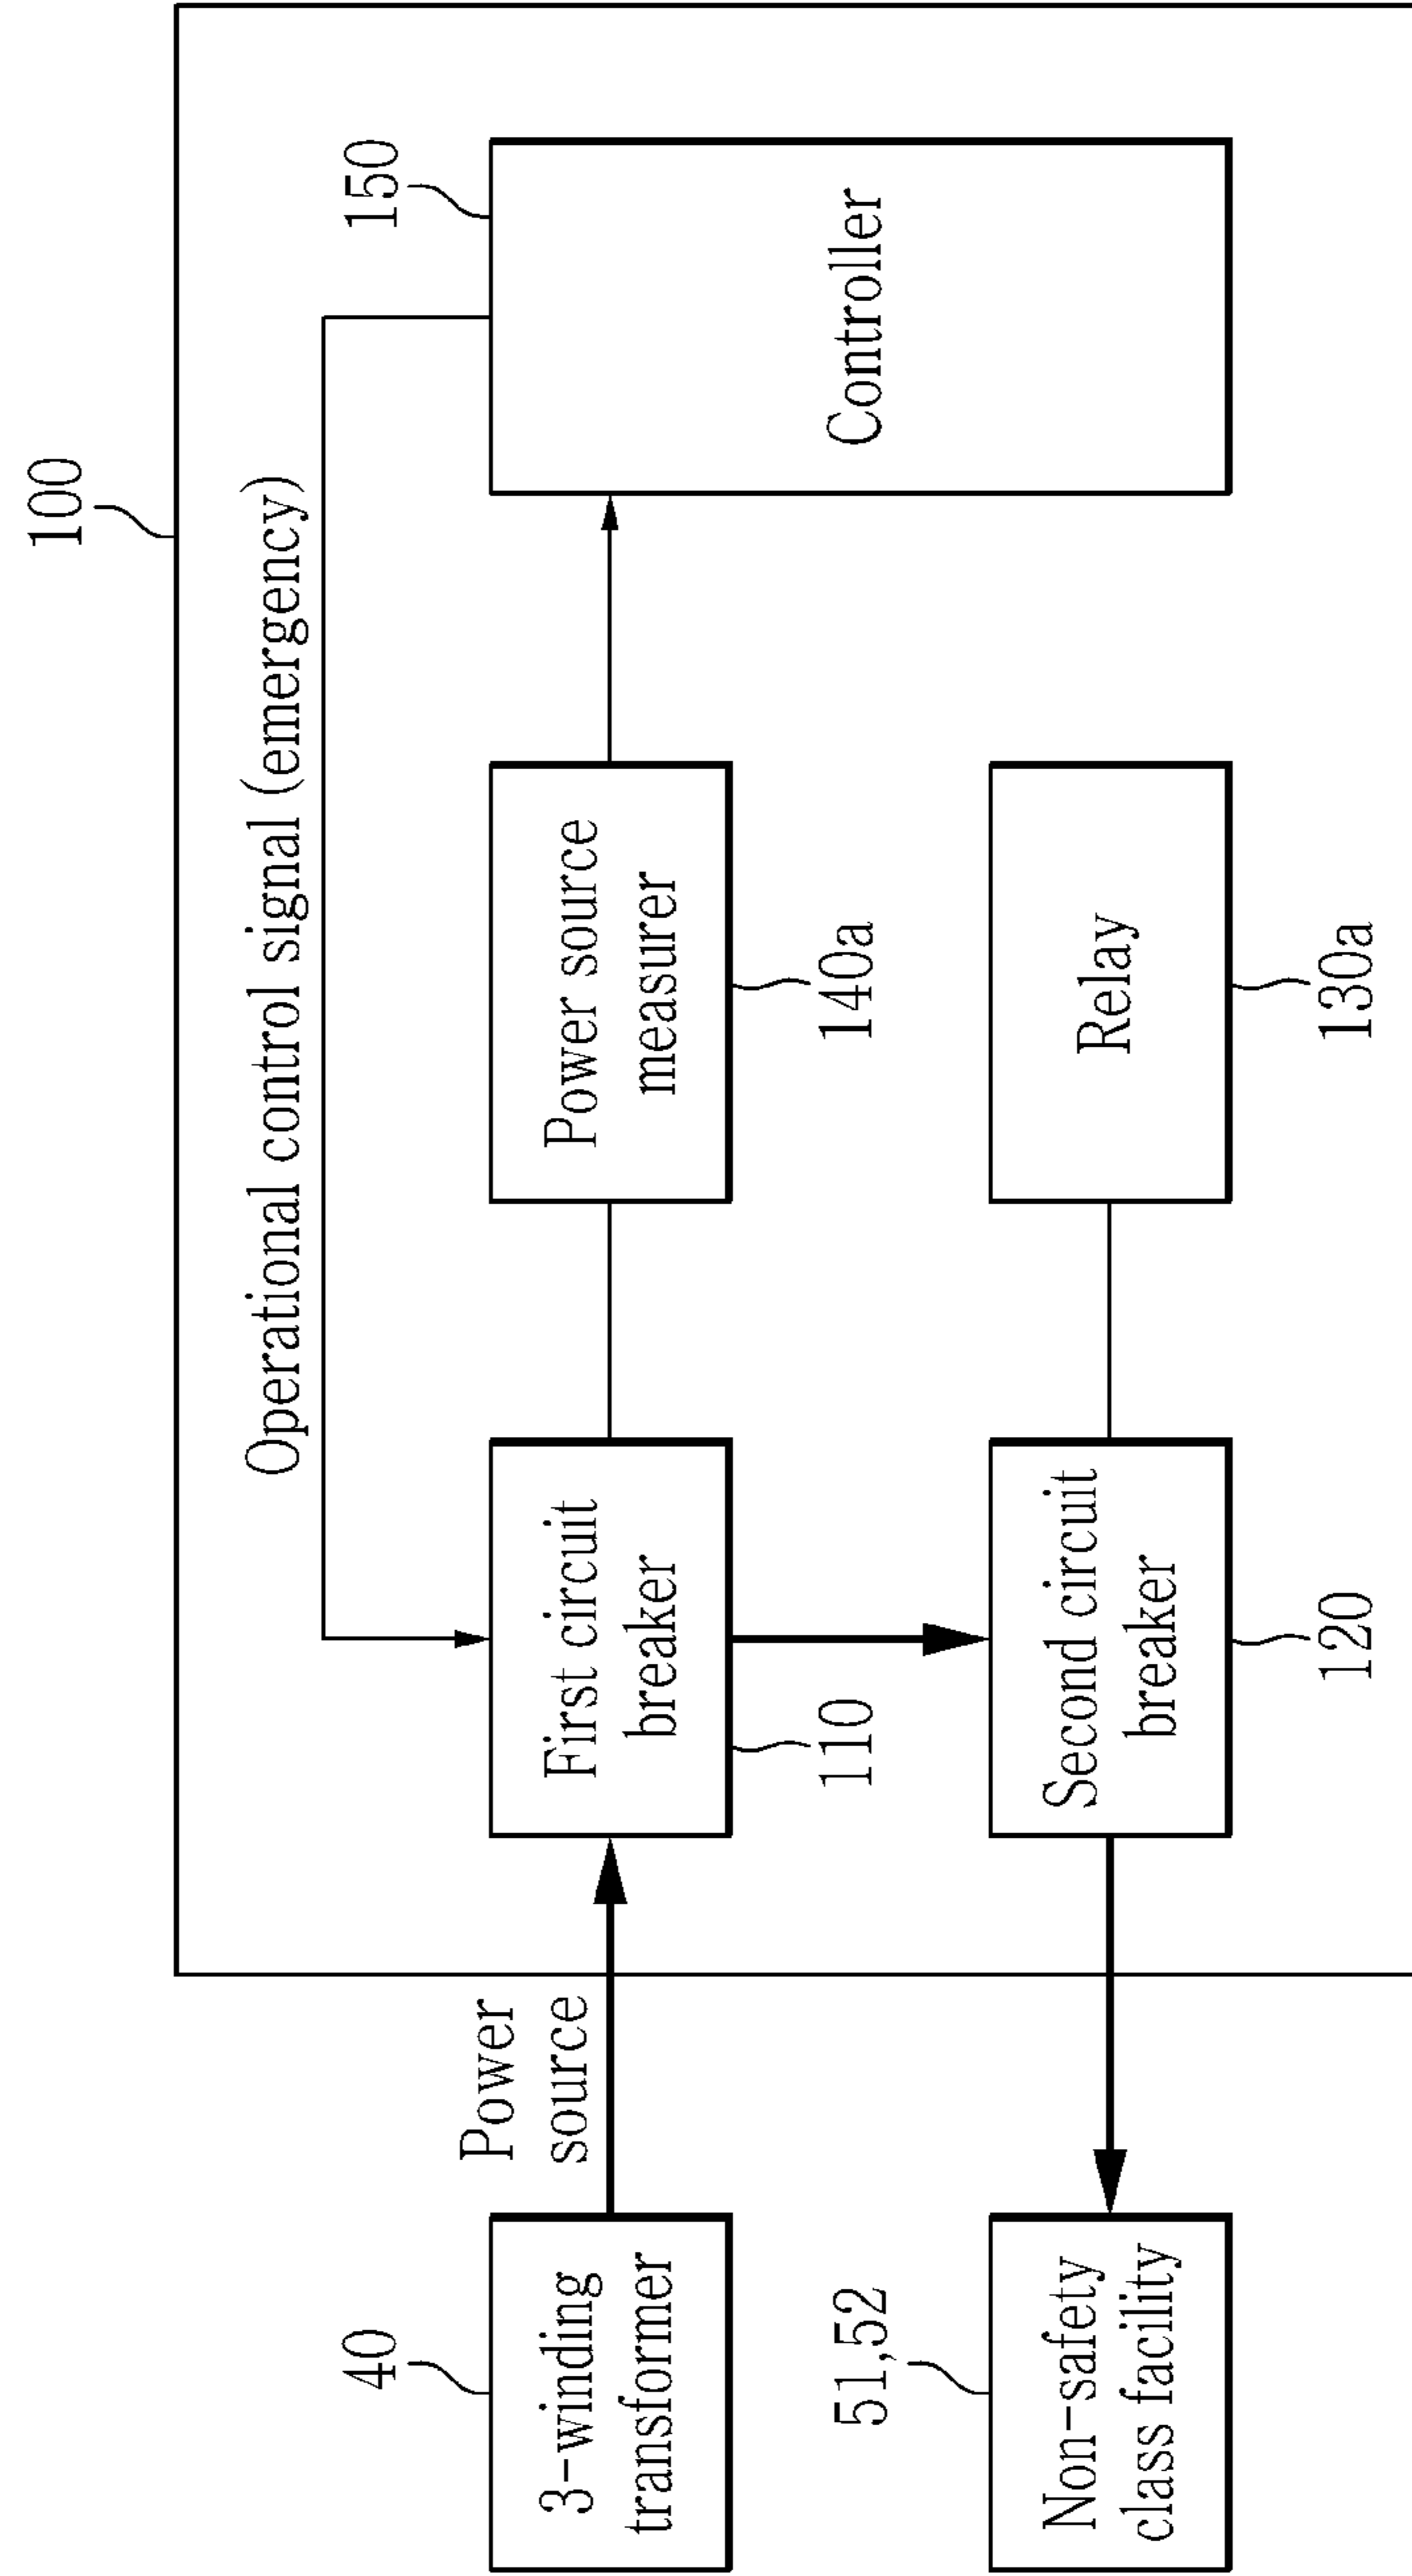 100
Operational control signal (emergency)
150
40
Power
source
3-winding
transformer
First circuit
breaker
110
Power source
measurer
140a
Controller
51,52
Non-safety
class facility
Second circuit
breaker
120
Relay
130a